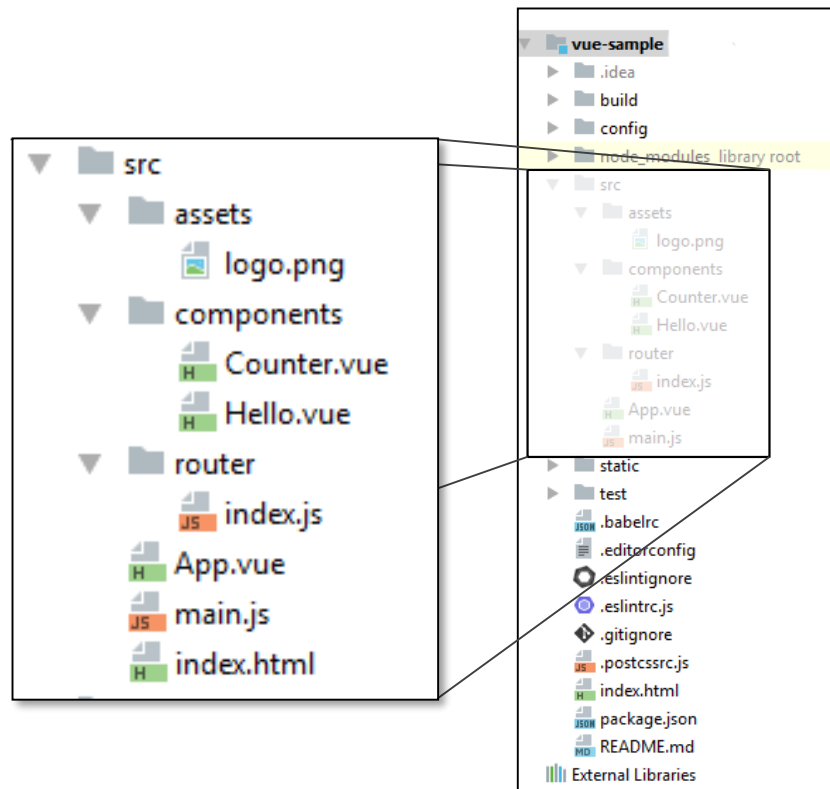 src
assets
logo.png
components
Counter.vue
Hello.vue
router
index.js
App.vue
main.js
index.html
vue-sample
.idea
build
config
node_modules library root
src
assets
logo.png
components
Counter.vue
Hello.vue
router
index.js
App.vue
main.js
static
test
.babelrc
.editorconfig
.eslintignore
.eslintrc.js
.gitignore
.postcssrc.js
index.html
package.json
README.md
External Libraries